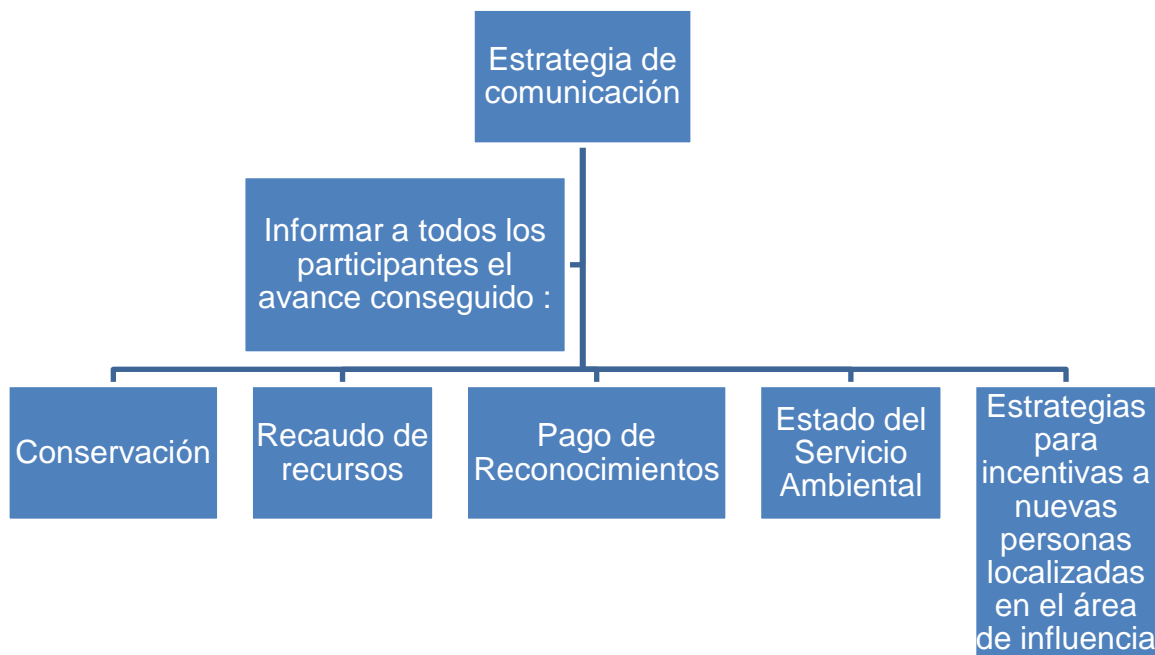 Estrategia de
comunicación
Informar a todos los
participantes el
avance conseguido :
Conservación
Recaudo de
recursos
Pago de
Reconocimientos
Estado del
Servicio
Ambiental
Estrategias
para
incentivas a
nuevas
personas
localizadas
en el área
de influencia